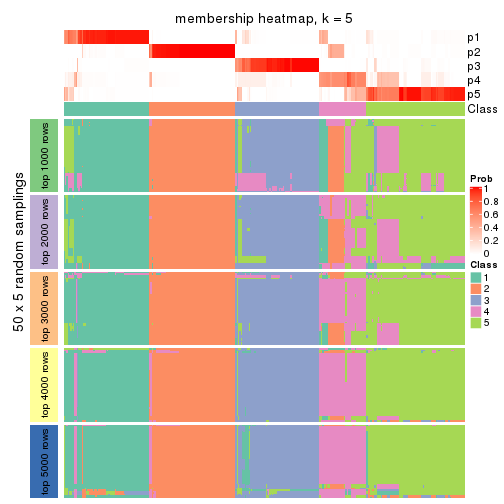 membership heatmap, k = 5
p1
p2
p3
p4
p5
Class
50 x 5 random samplings
top 1000 rows
top 2000 rows
top 3000 rows
top 4000 rows
top 5000 rows
Prob
1
0.8
0.6
0.4
0.2
0
Class
1
2
3
4
5